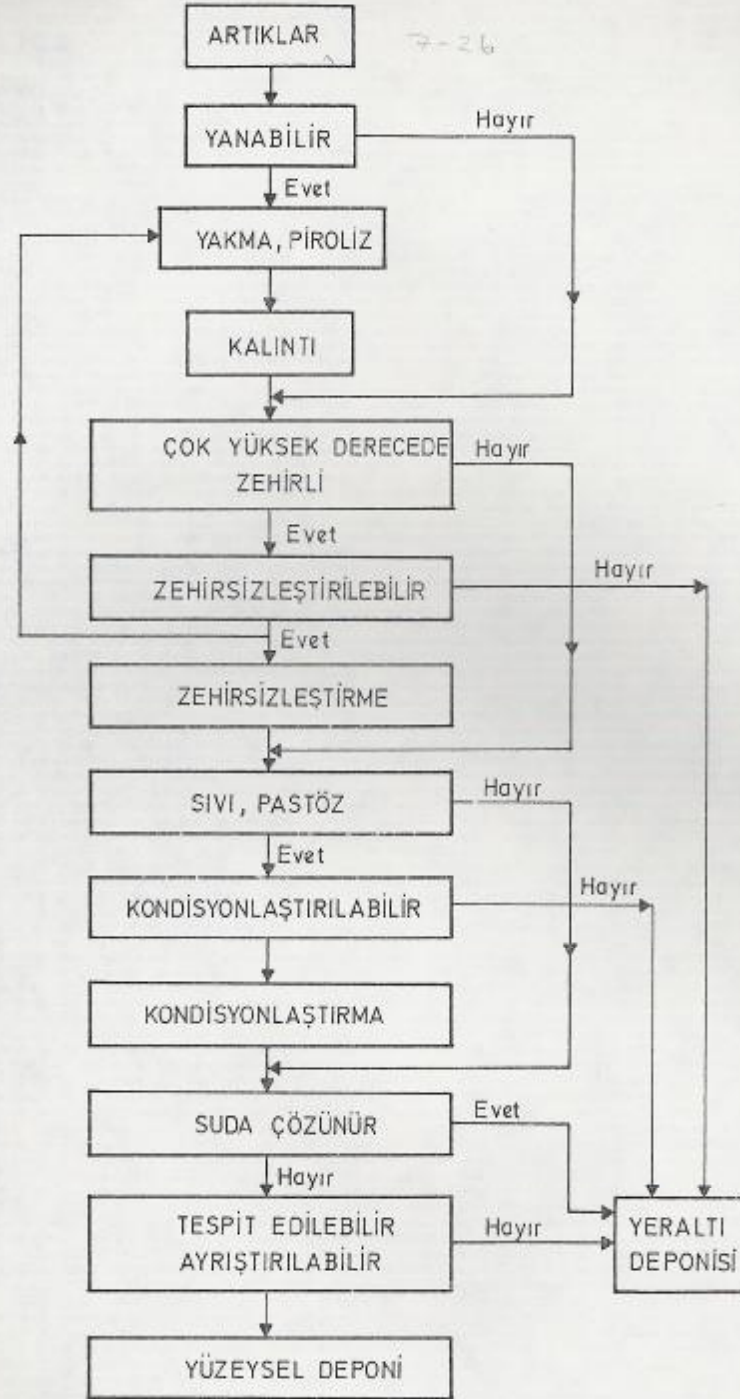 ARTIKLAR
7-26
YANABİLİR
Hayır
Evet
YAKMA, PİROLİZ
KALINTI
ÇOK YÜKSEK DERECEDE
ZEHİRLİ
Hayır
Evet
ZEHİRSİZLEŞTİRİLEBİLİR
Hayır
Evet
ZEHİRSİZLEŞTİRME
SIVI, PASTÖZ
Hayır
Evet
KONDİSYONLAŞTIRILABİLİR
Hayır
KONDİSYONLAŞTIRMA
SUDA ÇÖZÜNÜR
Evet
Hayır
TESPİT EDİLEBİLİR
AYRIŞTIRILABİLİR
Hayır
YERALTI
DEPONİSİ
YÜZEYSEL DEPONİ